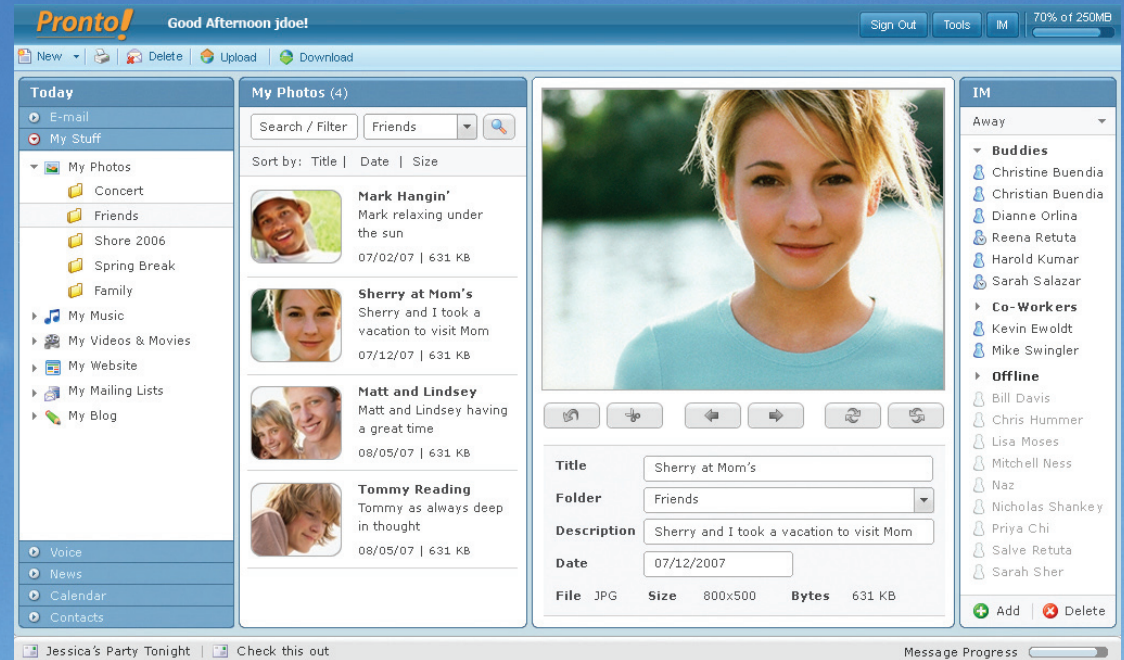 Pronto!
Good Afternoon jdoe!
Sign Out
Tools
IM
70% of 250MB
New
Delete
Upload
Download
Today
E-mail
My Stuff
My Photos
Concert
Friends
Shore 2006
Spring Break
Family
My Music
My Videos & Movies
My Website
My Mailing Lists
My Blog
Voice
News
Calendar
Contacts
My Photos (4)
Search / Filter
Friends
Sort by: Title | Date | Size
Mark Hangin'
Mark relaxing under
the sun
07/02/07 | 631 KB
Sherry at Mom's
Sherry and I took a
vacation to visit Mom
07/12/07 | 631 KB
Matt and Lindsey
Matt and Lindsey having
a great time
08/05/07 | 631 KB
Tommy Reading
Tommy as always deep
in thought
08/05/07 | 631 KB
Title
Sherry at Mom's
Folder
Friends
Description
Sherry and I took a vacation to visit Mom
Date
07/12/2007
File JPG Size 800x500 Bytes 631 KB
IM
Away
Buddies
Christine Buendia
Christian Buendia
Dianne Orlina
Reena Retuta
Harold Kumar
Sarah Salazar
Co-Workers
Kevin Ewoldt
Mike Swingler
Offline
Bill Davis
Chris Hummer
Lisa Moses
Mitchell Ness
Naz
Nicholas Shankey
Priya Chi
Salve Retuta
Sarah Sher
Add
Delete
Jessica's Party Tonight
Check this out
Message Progress